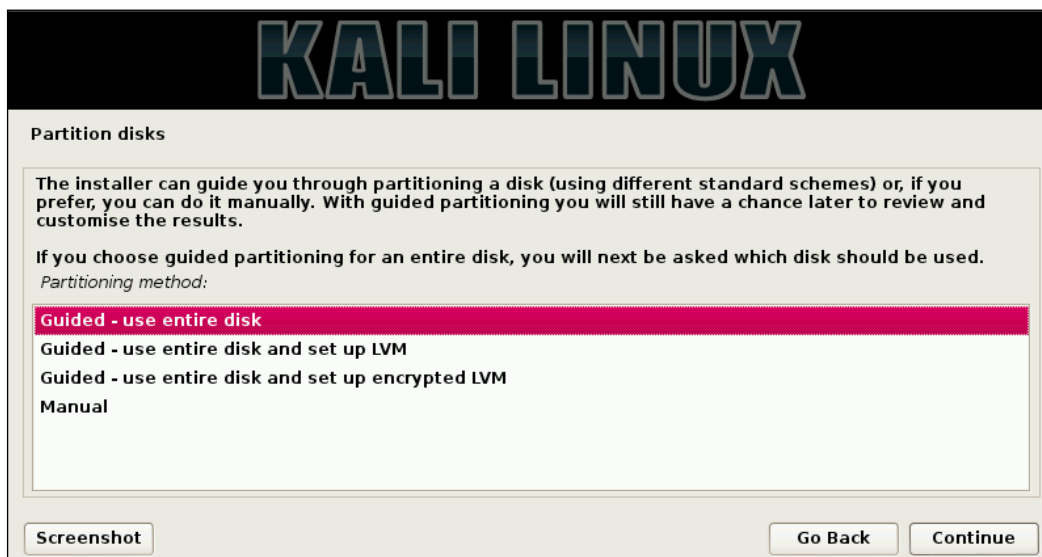 KALI LINUX
Partition disks
The installer can guide you through partitioning a disk (using different standard schemes) or, if you
prefer, you can do it manually. With guided partitioning you will still have a chance later to review and
customise the results.
If you choose guided partitioning for an entire disk, you will next be asked which disk should be used.
Partitioning method:
Guided - use entire disk
Guided - use entire disk and set up LVM
Guided - use entire disk and set up encrypted LVM
Manual
Screenshot
Go Back
Continue